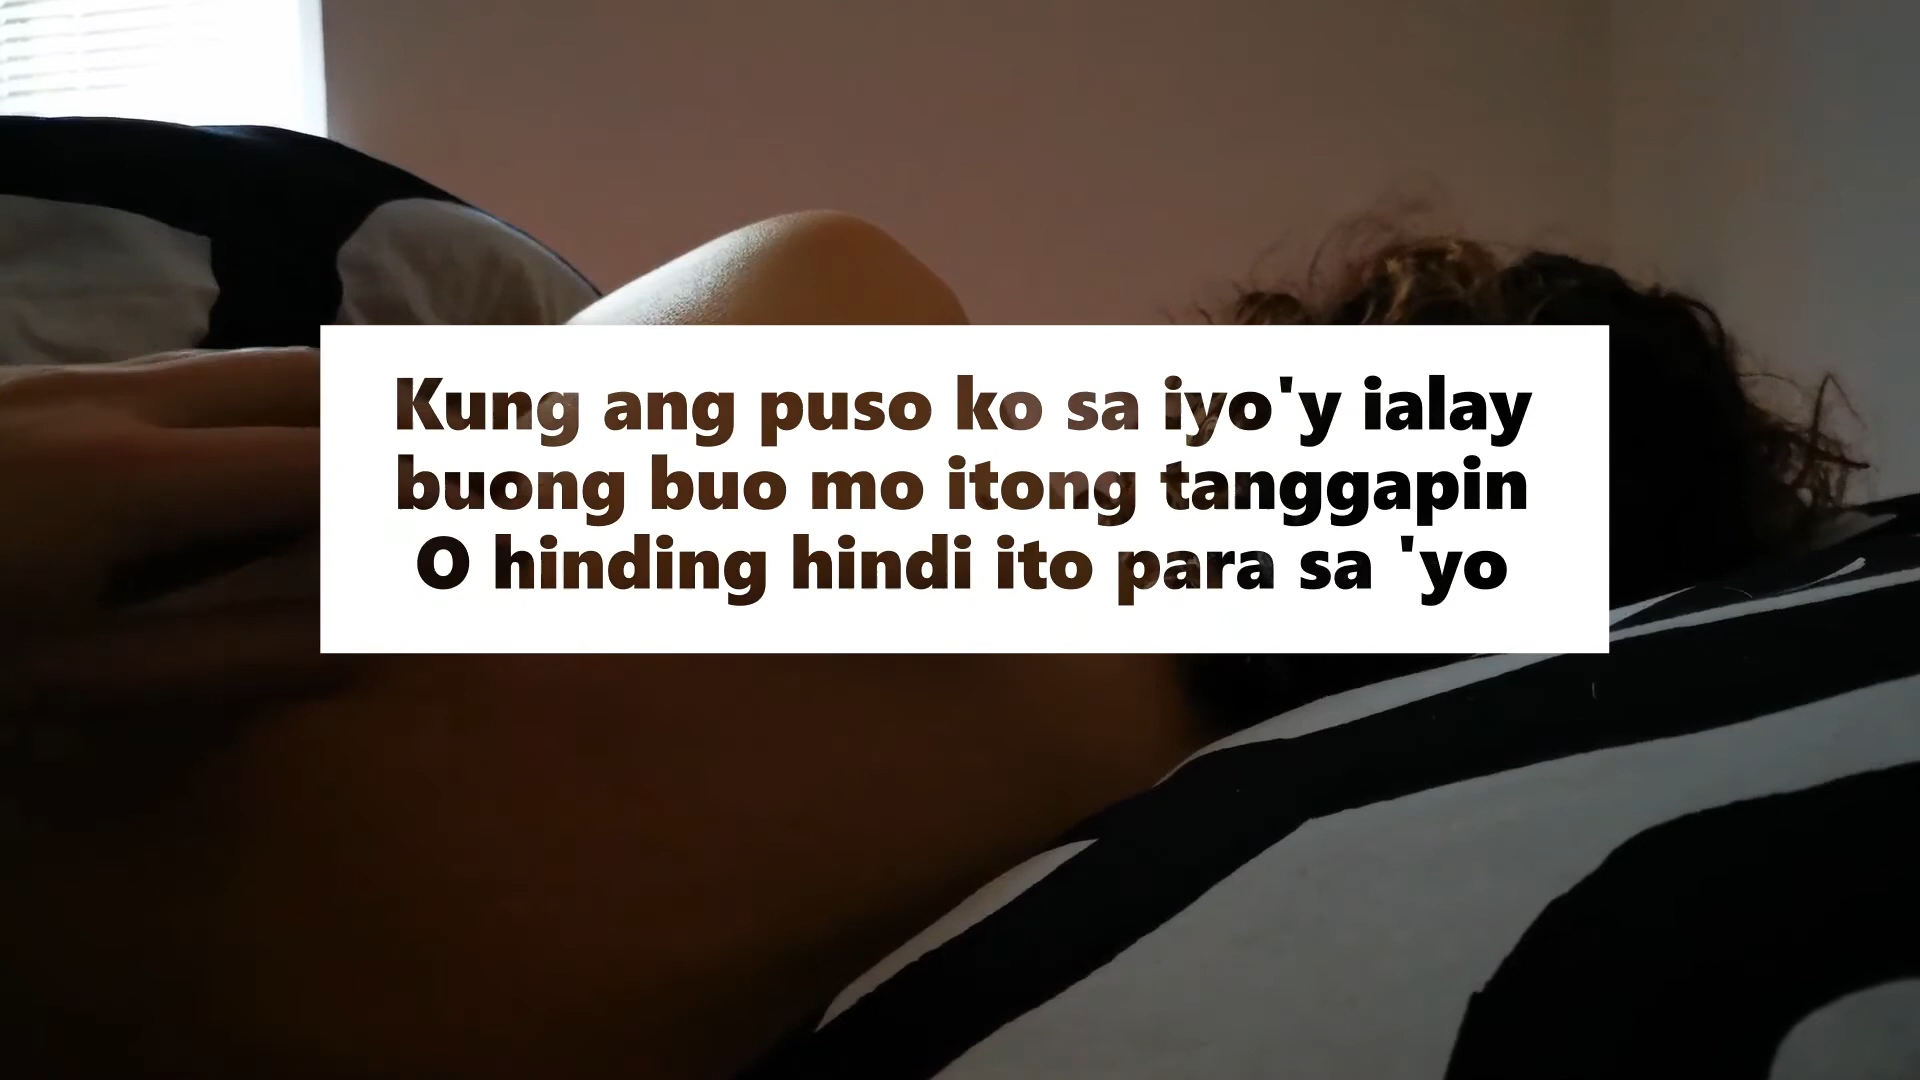 Kung ang puso ko sa iyo'y ialay
buong buo mo itong tanggapin
O hinding hindi ito para sa 'yo